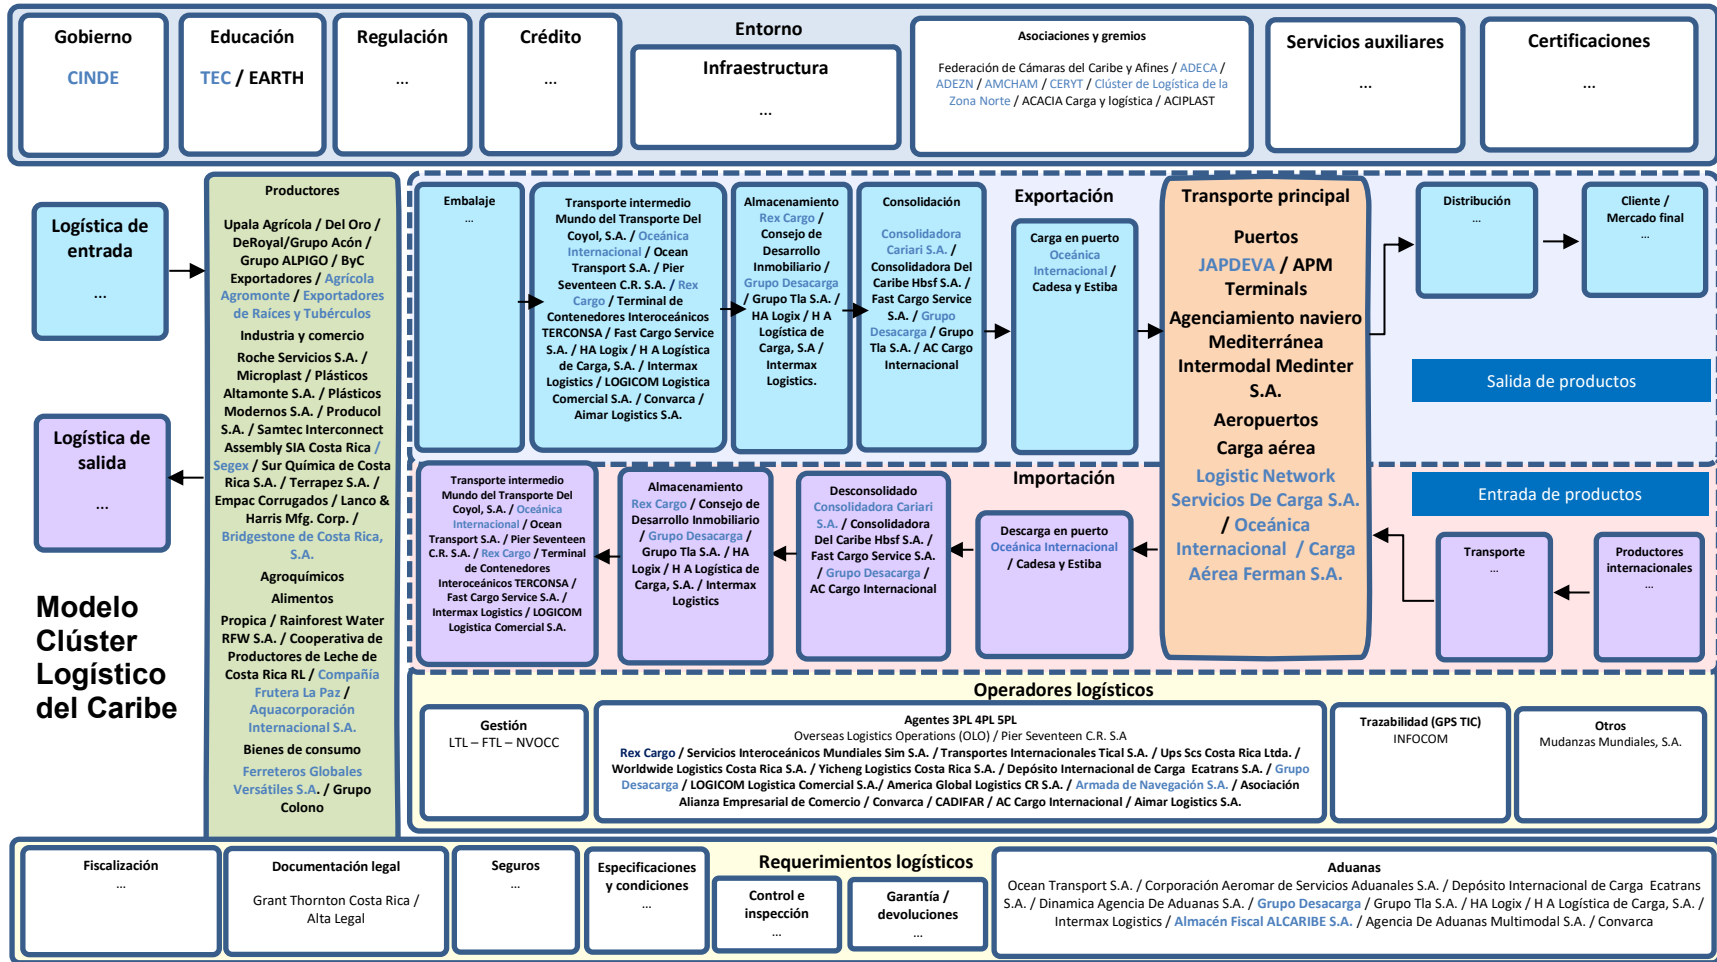 Gobierno
CINDE
Educación
TEC / EARTH
Regulación
...
Crédito
...
Entorno
Infraestructura
...
Asociaciones y gremios
Federación de Cámaras del Caribe y Afines / ADECA /
ADEZN / AMCHAM / CERYT / Clúster de Logística de la
Zona Norte / ACACIA Carga y logística / ACIPLAST
Servicios auxiliares
...
Certificaciones
...
Logística de
entrada
...
Logística de
salida
...
Modelo
Clúster
Logístico
del Caribe
Productores
Upala Agrícola / Del Oro /
DeRoyal/Grupo Acón /
Grupo ALPIGO / ByC
Exportadores / Agrícola
Agromonte / Exportadores
de Raíces y Tubérculos
Industria y comercio
Roche Servicios S.A. /
Microplast / Plásticos
Altamonte S.A. / Plásticos
Modernos S.A. / Producol
S.A. / Samtec Interconnect
Assembly SIA Costa Rica /
Segex / Sur Química de Costa
Rica S.A. / Terrapez S.A. /
Empac Corrugados / Lanco &
Harris Mfg. Corp. /
Bridgestone de Costa Rica,
S.A.
Agroquímicos
Alimentos
Propica / Rainforest Water
RFW S.A. / Cooperativa de
Productores de Leche de
Costa Rica RL / Compañía
Frutera La Paz /
Aquacorporación
Internacional S.A.
Bienes de consumo
Ferreteros Globales
Versátiles S.A. / Grupo
Colono
Embalaje
...
Transporte intermedio
Mundo del Transporte Del
Coyol, S.A. / Oceánica
Internacional / Ocean
Transport S.A. / Pier
Seventeen C.R. S.A. / Rex
Cargo / Terminal de
Contenedores Interoceánicos
TERCONSA / Fast Cargo Service
S.A. / HA Logix / H A Logística
de Carga, S.A. / Intermax
Logistics / LOGICOM Logistica
Comercial S.A. / Convarca /
Aimar Logistics S.A.
Almacenamiento
Rex Cargo /
Consejo de
Desarrollo
Inmobiliario /
Grupo Desacarga
/ Grupo Tla S.A. /
HA Logix / H A
Logística de
Carga, S.A /
Intermax
Logistics.
Consolidación
Consolidadora
Cariari S.A. /
Consolidadora Del
Caribe Hbsf S.A. /
Fast Cargo Service
S.A. / Grupo
Desacarga / Grupo
Tla S.A. / AC Cargo
Internacional
Exportación
Carga en puerto
Oceánica
Internacional /
Cadesa y Estiba
Transporte principal
Puertos
JAPDEVA / APM
Terminals
Agenciamiento naviero
Mediterránea
Intermodal Medinter
S.A.
Aeropuertos
Carga aérea
Logistic Network
Servicios De Carga S.A.
/ Oceánica
Internacional / Carga
Aérea Ferman S.A.
Distribución
...
Cliente /
Mercado final
...
Salida de productos
Transporte intermedio
Mundo del Transporte Del
Coyol, S.A. / Oceánica
Internacional / Ocean
Transport S.A. / Pier Seventeen
C.R. S.A. / Rex Cargo / Terminal
de Contenedores
Interoceánicos TERCONSA /
Fast Cargo Service S.A. /
Intermax Logistics / LOGICOM
Logistica Comercial S.A.
Almacenamiento
Rex Cargo / Consejo de
Desarrollo Inmobiliario
/ Grupo Desacarga /
Grupo Tla S.A. / HA
Logix / H A Logística de
Carga, S.A. / Intermax
Logistics
Desconsolidado
Consolidadora Cariari
S.A. / Consolidadora
Del Caribe Hbsf S.A. /
Fast Cargo Service S.A.
/ Grupo Desacarga /
AC Cargo Internacional
Importación
Descarga en puerto
Oceánica Internacional
/ Cadesa y Estiba
Entrada de productos
Transporte
...
Productores
internacionales
...
Operadores logísticos
Gestión
LTL – FTL – NVOCC
Agentes 3PL 4PL 5PL
Overseas Logistics Operations (OLO) / Pier Seventeen C.R. S.A
Rex Cargo / Servicios Interoceánicos Mundiales Sim S.A. / Transportes Internacionales Tical S.A. / Ups Scs Costa Rica Ltda. /
Worldwide Logistics Costa Rica S.A. / Yicheng Logistics Costa Rica S.A. / Depósito Internacional de Carga Ecatrans S.A. / Grupo
Desacarga / LOGICOM Logistica Comercial S.A./ America Global Logistics CR S.A. / Armada de Navegación S.A. / Asociación
Alianza Empresarial de Comercio / Convarca / CADIFAR / AC Cargo Internacional / Aimar Logistics S.A.
Trazabilidad (GPS TIC)
INFOCOM
Otros
Mudanzas Mundiales, S.A.
Requerimientos logísticos
Fiscalización
...
Documentación legal
Grant Thornton Costa Rica /
Alta Legal
Seguros
...
Especificaciones
y condiciones
...
Control e
inspección
...
Garantía /
devoluciones
...
Aduanas
Ocean Transport S.A. / Corporación Aeromar de Servicios Aduanales S.A. / Depósito Internacional de Carga Ecatrans
S.A. / Dinamica Agencia De Aduanas S.A. / Grupo Desacarga / Grupo Tla S.A. / HA Logix / H A Logística de Carga, S.A. /
Intermax Logistics / Almacén Fiscal ALCARIBE S.A. / Agencia De Aduanas Multimodal S.A. / Convarca